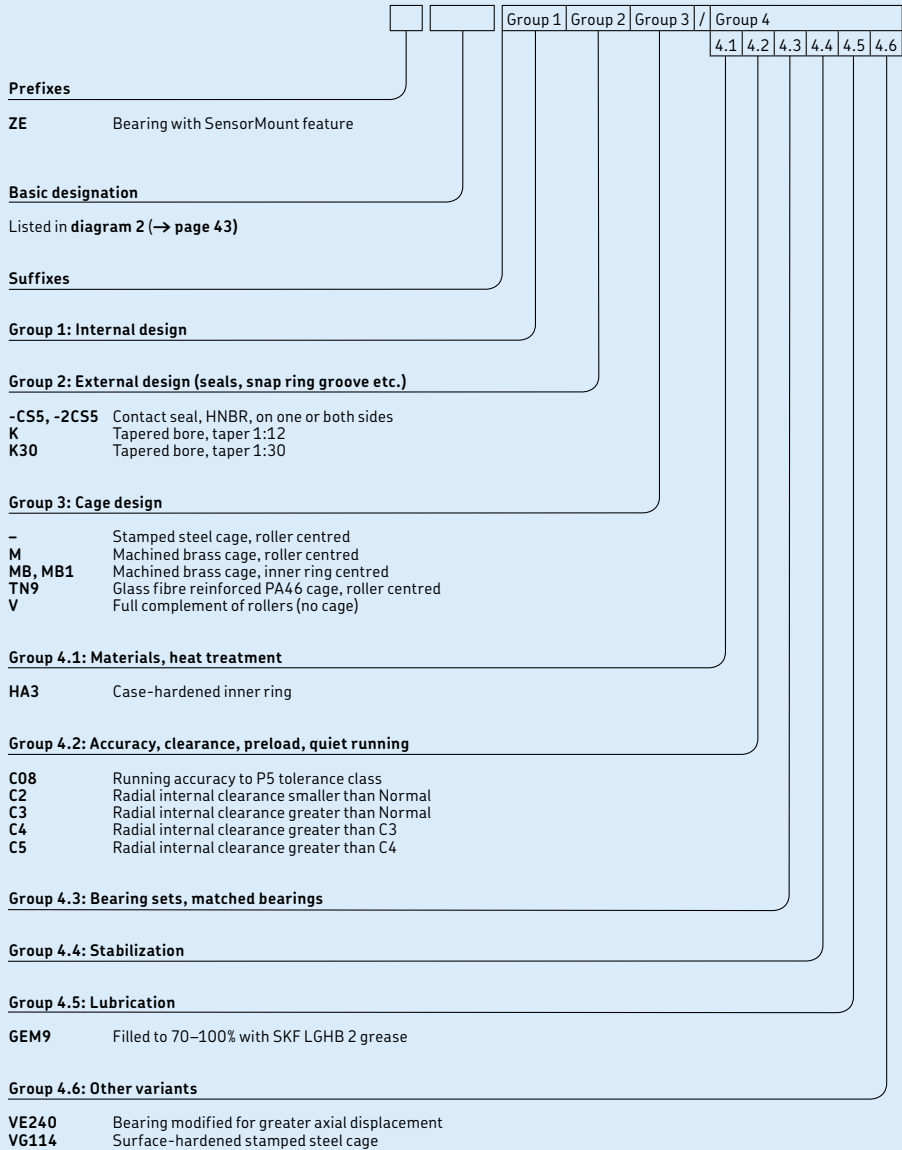 Group 1 Group 2 Group 3 / Group 4
4.1 4.2 4.3 4.4 4.5 4.6
Prefixes
ZE Bearing with SensorMount feature
Basic designation
Listed in diagram 2 (→ page 43)
Suffixes
Group 1: Internal design
Group 2: External design (seals, snap ring groove etc.)
-CS5, -2CS5 Contact seal, HNBR, on one or both sides
K Tapered bore, taper 1:12
K30 Tapered bore, taper 1:30
Group 3: Cage design
– Stamped steel cage, roller centred
M Machined brass cage, roller centred
MB, MB1 Machined brass cage, inner ring centred
TN9 Glass fibre reinforced PA46 cage, roller centred
V Full complement of rollers (no cage)
Group 4.1: Materials, heat treatment
HA3 Case-hardened inner ring
Group 4.2: Accuracy, clearance, preload, quiet running
C08 Running accuracy to P5 tolerance class
C2 Radial internal clearance smaller than Normal
C3 Radial internal clearance greater than Normal
C4 Radial internal clearance greater than C3
C5 Radial internal clearance greater than C4
Group 4.3: Bearing sets, matched bearings
Group 4.4: Stabilization
Group 4.5: Lubrication
GEM9 Filled to 70–100% with SKF LGHB 2 grease
Group 4.6: Other variants
VE240 Bearing modified for greater axial displacement
VG114 Surface-hardened stamped steel cage